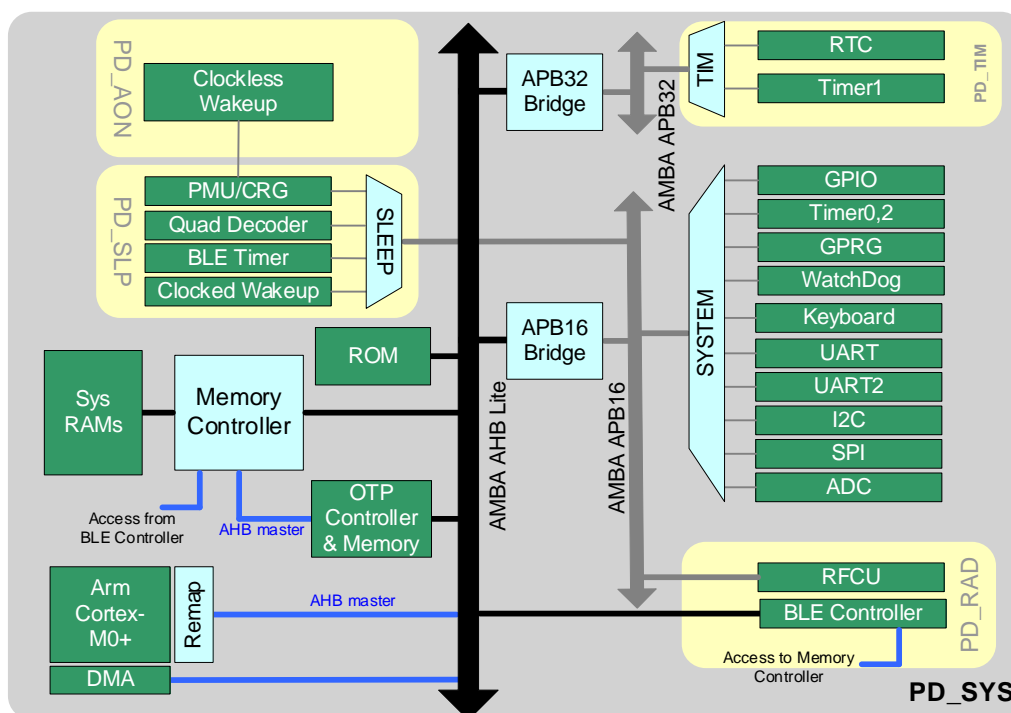 PD_AON
Clockless
Wakeup
PD_SLP
PMU/CRG
Quad Decoder
BLE Timer
Clocked Wakeup
SLEEP
APB32
Bridge
AMBA APB32
TIM
RTC
Timer1
PD_TIM
SYSTEM
GPIO
Timer0,2
GPRG
WatchDog
Keyboard
UART
UART2
I2C
SPI
ADC
APB16
Bridge
AMBA APB16
AMBA AHB Lite
ROM
Sys
RAMs
Memory
Controller
Access from
BLE Controller
AHB master
OTP
Controller
& Memory
Arm
Cortex-
M0+
Remap
AHB master
DMA
RFCU
BLE Controller
PD_RAD
Access to Memory
Controller
PD_SYS